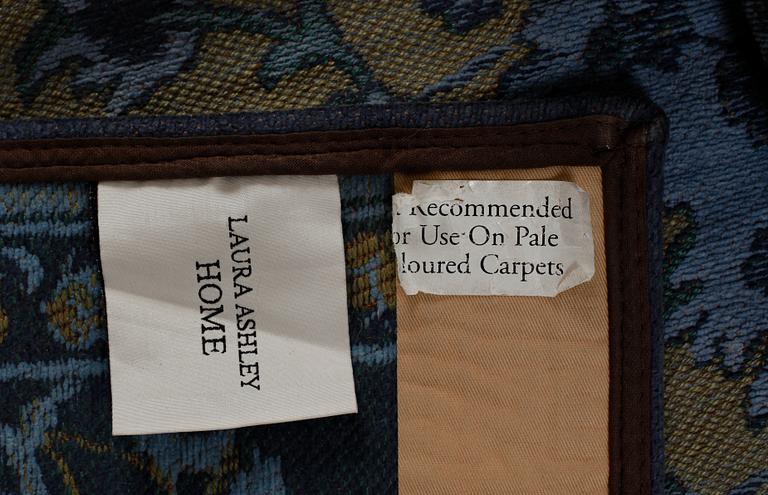 LAURA ASHLEY
HOME
Recommended
or Use On Pale
loured Carpets